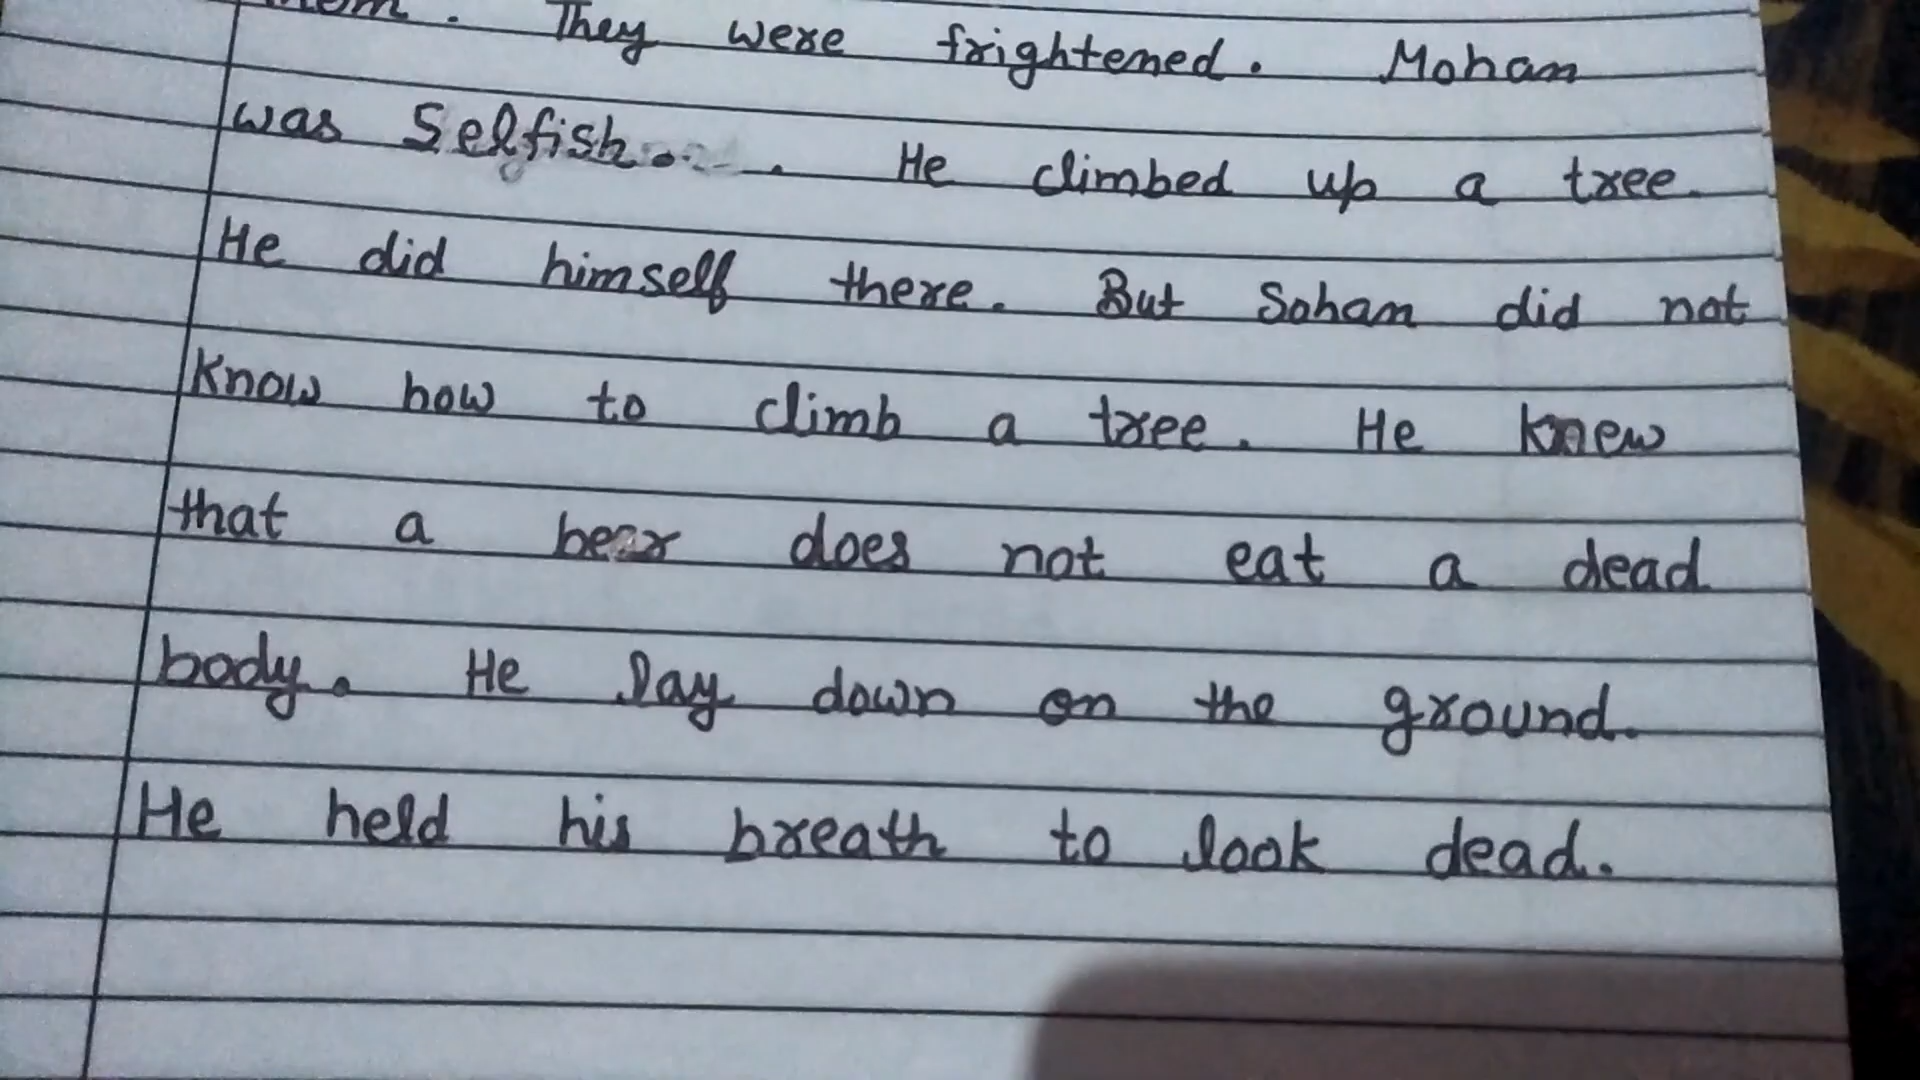 . They were frightened. Mohan
was Selfish. . He climbed up a tree.
He did himself there. But Sohan did not
Know how to climb a tree. He knew
that a bear does not eat a dead
body. He lay down on the ground.
He held his breath to look dead.